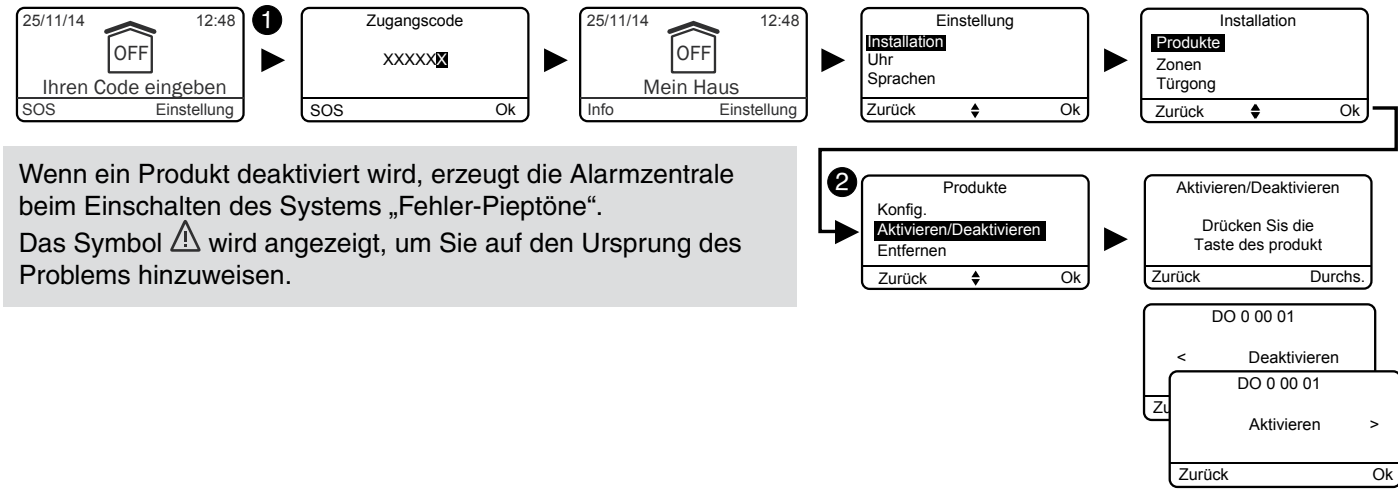 25/11/14 12:48
OFF
Ihren Code eingeben
SOS Einstellung
1
Zugangscode
XXXXXX
SOS Ok
25/11/14 12:48
OFF
Mein Haus
Info Einstellung
Einstellung
Installation
Uhr
Sprachen
Zurück Ok
Installation
Produkte
Zonen
Türgong
Zurück Ok
Wenn ein Produkt deaktiviert wird, erzeugt die Alarmzentrale
beim Einschalten des Systems „Fehler-Pieptöne“.
Das Symbol ⚠ wird angezeigt, um Sie auf den Ursprung des
Problems hinzuweisen.
2
Produkte
Konfig.
Aktivieren/Deaktivieren
Entfernen
Zurück Ok
Aktivieren/Deaktivieren
Drücken Sis die
Taste des produkt
Zurück Durchs.
DO 0 00 01
< Deaktivieren
Zu
DO 0 00 01
Aktivieren >
Zurück Ok